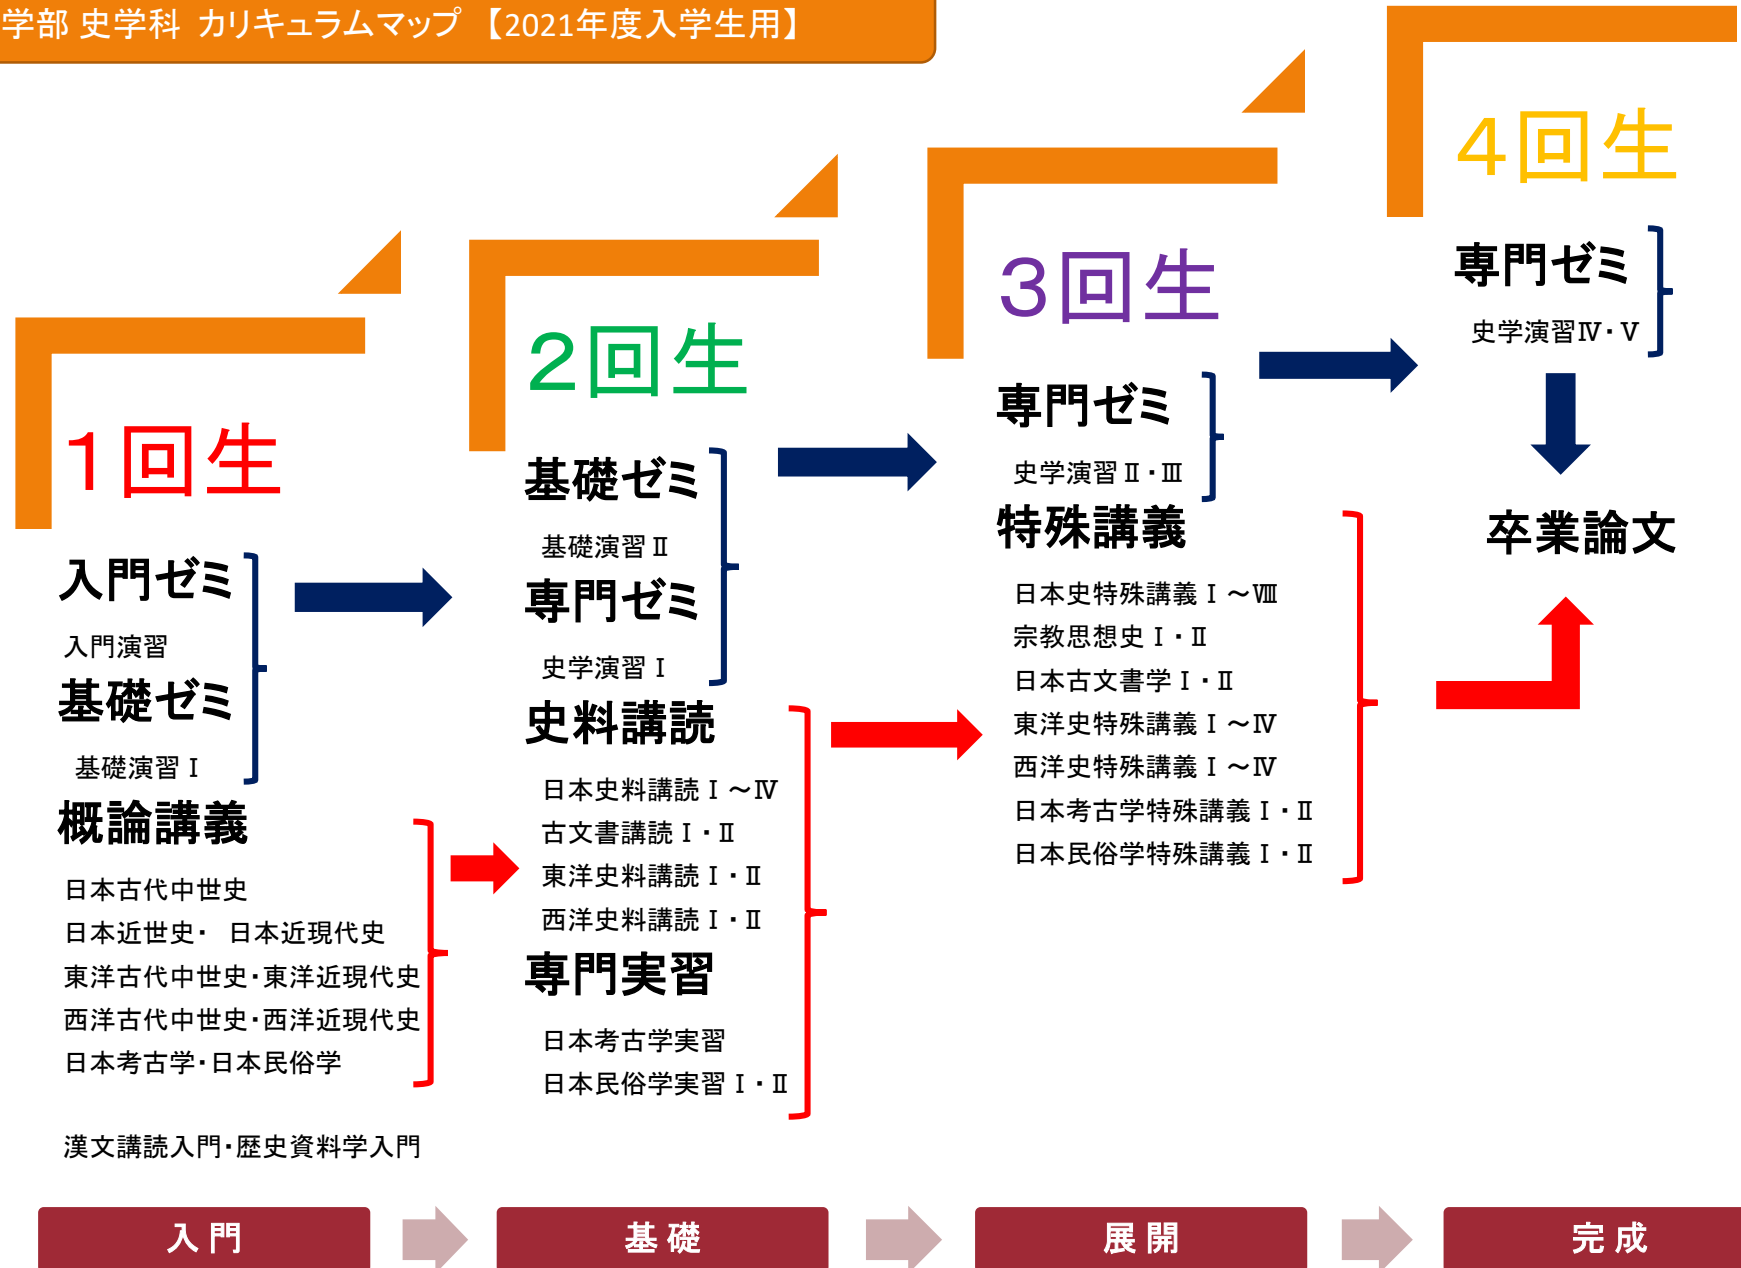 学部 史学科 カリキュラムマップ 【2021年度入学生用】
1回生
入門ゼミ
入門演習
基礎ゼミ
基礎演習Ⅰ
概論講義
日本古代中世史
日本近世史・ 日本近現代史
東洋古代中世史・東洋近現代史
西洋古代中世史・西洋近現代史
日本考古学・日本民俗学
漢文講読入門・歴史資料学入門
2回生
基礎ゼミ
基礎演習Ⅱ
専門ゼミ
史学演習Ⅰ
史料講読
日本史料講読Ⅰ～Ⅳ
古文書講読Ⅰ・Ⅱ
東洋史料講読Ⅰ・Ⅱ
西洋史料講読Ⅰ・Ⅱ
専門実習
日本考古学実習
日本民俗学実習Ⅰ・Ⅱ
3回生
専門ゼミ
史学演習Ⅱ・Ⅲ
特殊講義
日本史特殊講義Ⅰ～Ⅷ
宗教思想史Ⅰ・Ⅱ
日本古文書学Ⅰ・Ⅱ
東洋史特殊講義Ⅰ～Ⅳ
西洋史特殊講義Ⅰ～Ⅳ
日本考古学特殊講義Ⅰ・Ⅱ
日本民俗学特殊講義Ⅰ・Ⅱ
4回生
専門ゼミ
史学演習Ⅳ・Ⅴ
卒業論文
入門
基礎
展開
完成